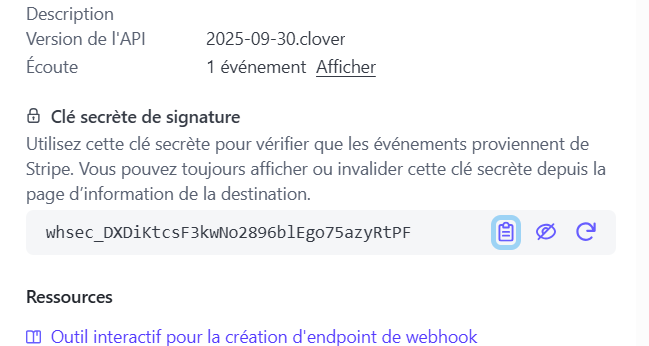 Description
Version de l'API 2025-09-30.clover
Écoute 1 événement Afficher
Clé secrète de signature
Utilisez cette clé secrète pour vérifier que les événements proviennent de
Stripe. Vous pouvez toujours afficher ou invalider cette clé secrète depuis la
page d’information de la destination.
whsec_DXDiKtcsF3kwNo2896blEgo75azyRtPF
Ressources
Outil interactif pour la création d'endpoint de webhook